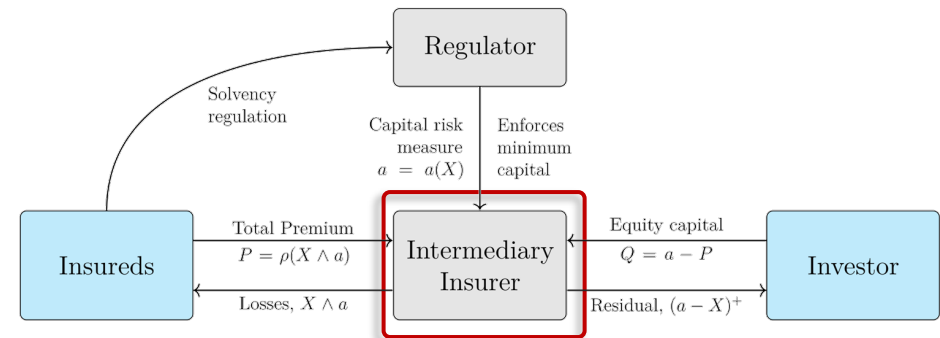 Regulator
Solvency
regulation
Capital risk
measure
a = a(X)
Enforces
minimum
capital
Insureds
Total Premium
P = ρ(X ∧ a)
Losses, X ∧ a
Intermediary
Insurer
Equity capital
Q = a − P
Residual, (a − X)⁺
Investor